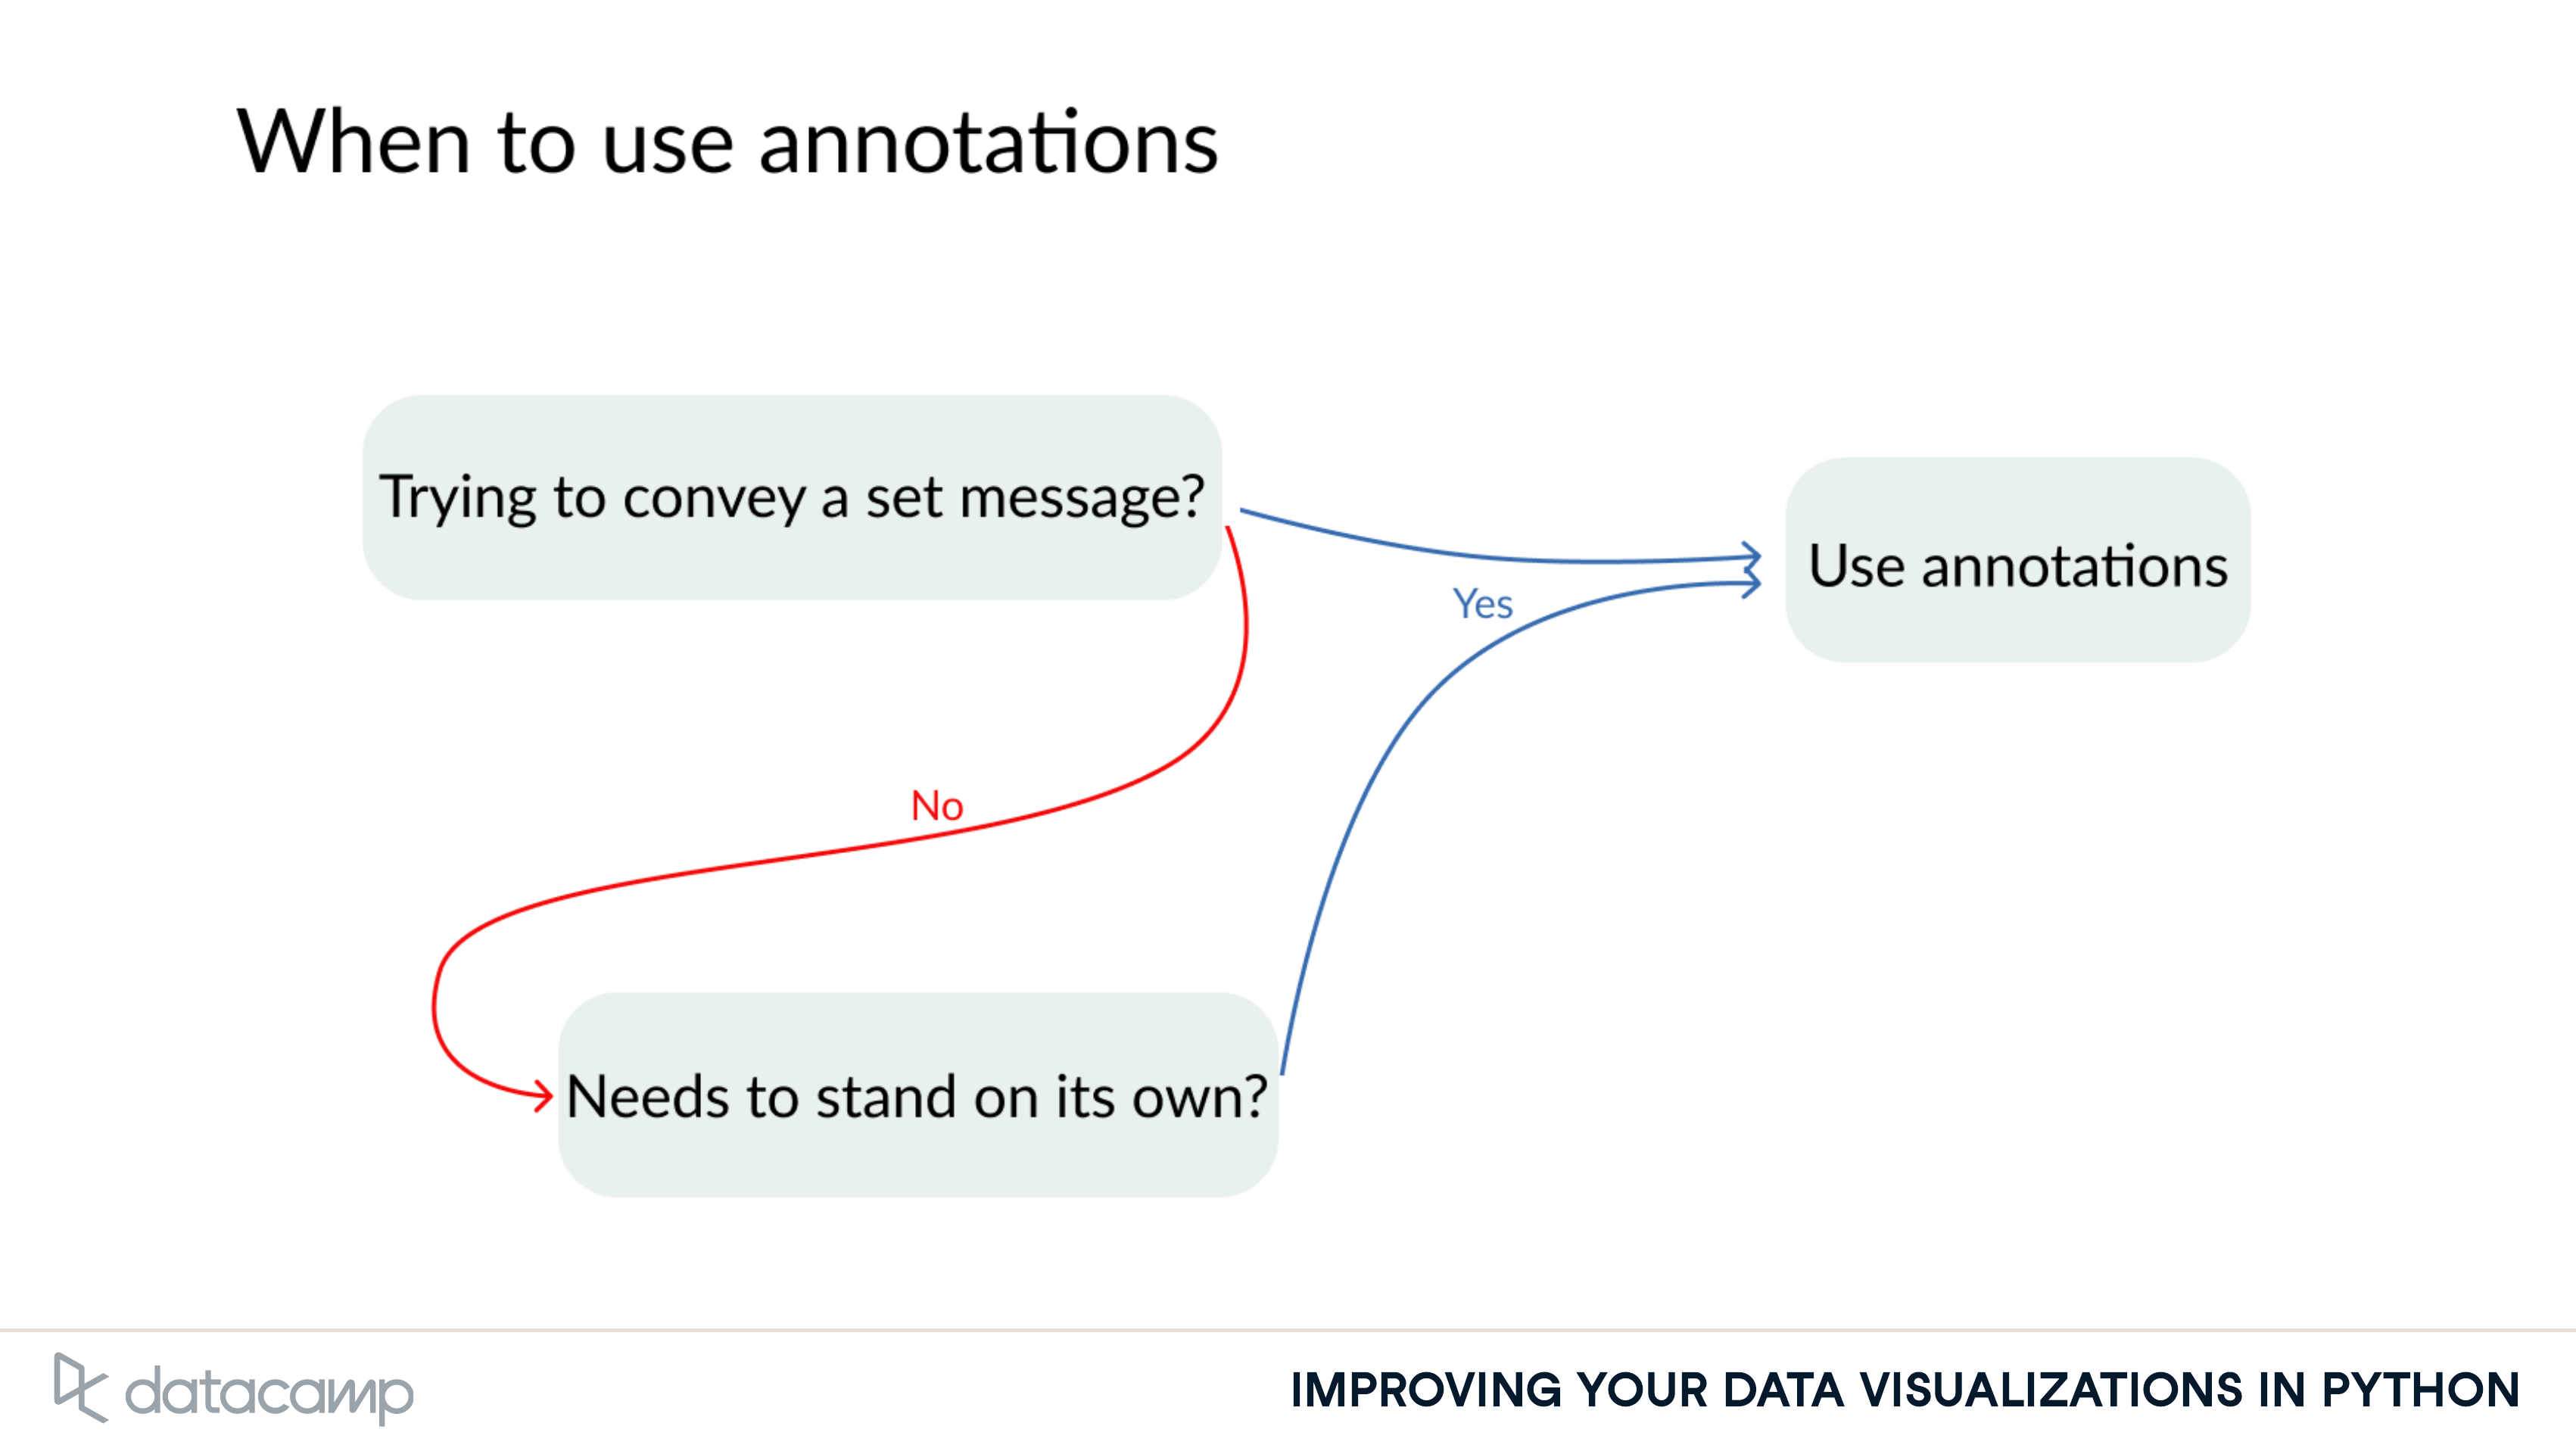 When to use annotations
Trying to convey a set message?
Use annotations
Yes
No
Needs to stand on its own?
datacamp
IMPROVING YOUR DATA VISUALIZATIONS IN PYTHON